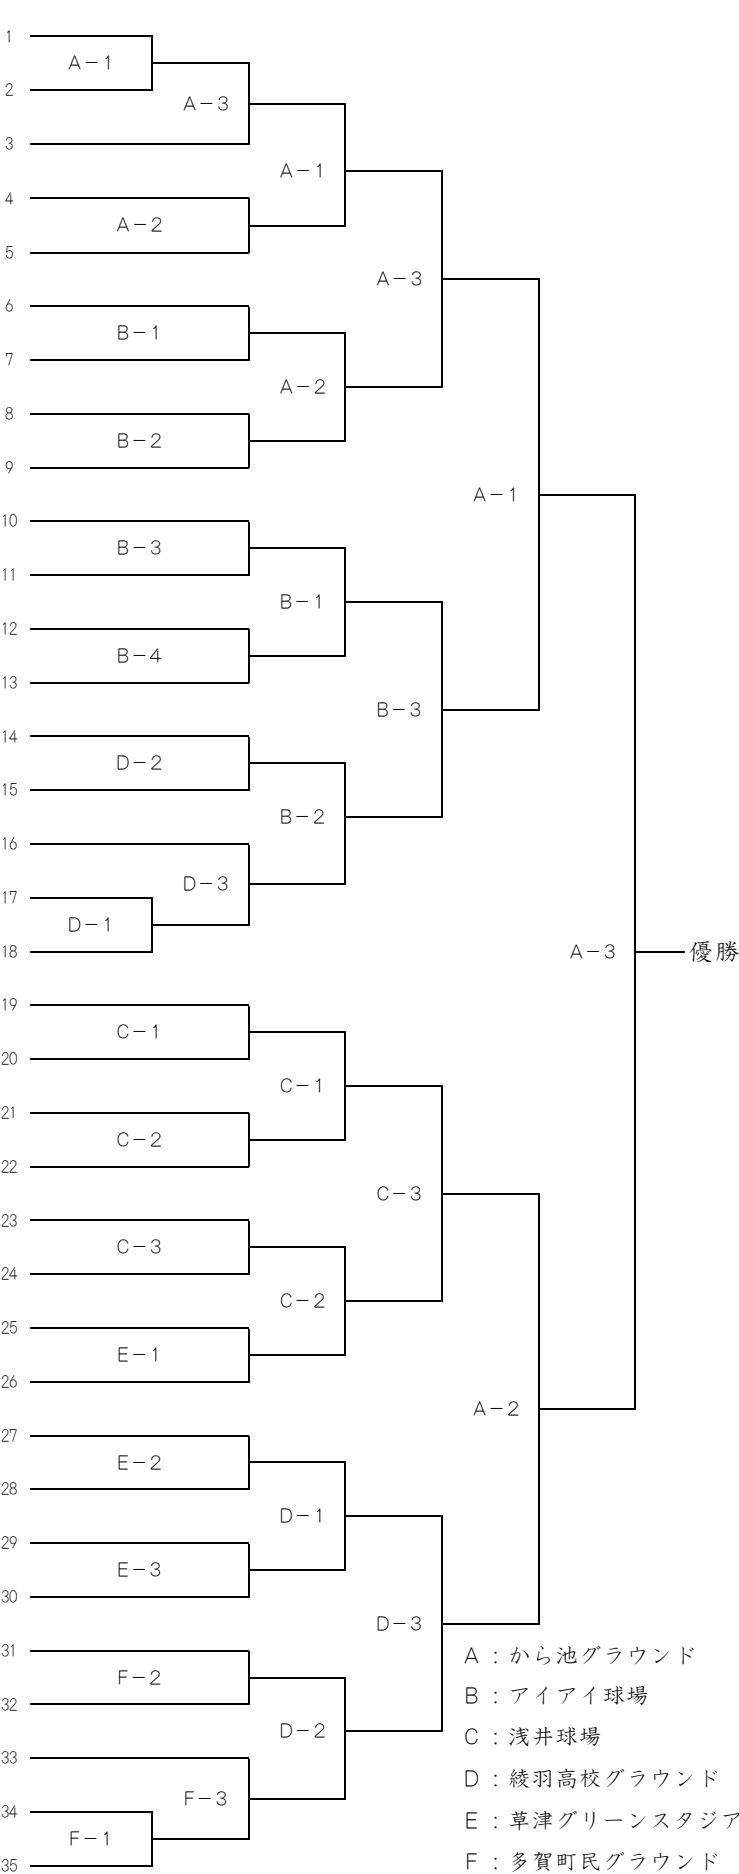 1
A－1
2
A－3
3
A－1
4
A－2
5
A－3
6
B－1
7
A－2
8
B－2
9
A－1
10
B－3
11
B－1
12
B－4
13
B－3
14
D－2
15
B－2
16
D－3
17
D－1
18
A－3
優勝
19
C－1
20
C－1
21
C－2
22
C－3
23
C－3
24
C－2
25
E－1
26
A－2
27
E－2
28
D－1
29
E－3
30
D－3
31
F－2
32
D－2
33
F－3
34
F－1
35
A：から池グラウンド
B：アイアイ球場
C：浅井球場
D：綾羽高校グラウンド
E：草津グリーンスタジア
F：多賀町民グラウンド